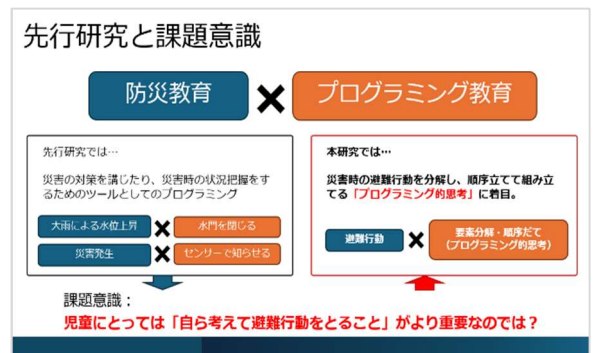 先行研究と課題意識
防災教育 × プログラミング教育
先行研究では…
災害の対策を講じたり、災害時の状況把握をす
るためのツールとしてのプログラミング
大雨による水位上昇 × 水門を閉じる
災害発生 × センサーで知らせる
本研究では…
災害時の避難行動を分解し、順序立てて組み立
てる「プログラミング的思考」に着目。
避難行動 × 要素分解・順序だて
(プログラミング的思考)
課題意識：
児童にとっては「自ら考えて避難行動をとること」がより重要なのでは？